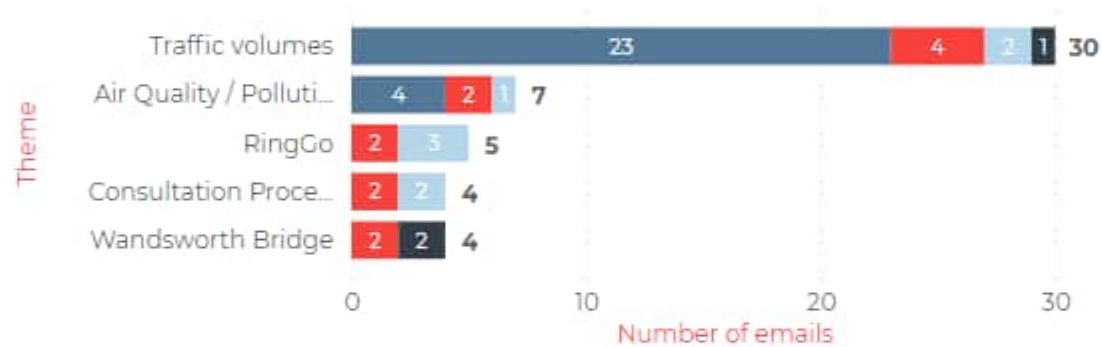 Traffic volumes 23 4 2 1 30
Air Quality / Polluti... 4 2 1 7
RingGo 2 3 5
Consultation Proce... 2 2 4
Wandsworth Bridge 2 2 4
Theme
0 10 20 30
Number of emails